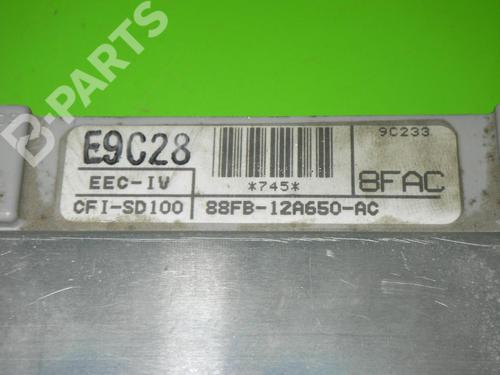 B-PARTS
E9C28
9C233
EEC-IV
*745*
8FAC
CFI-SD100
88FB-12A650-AC